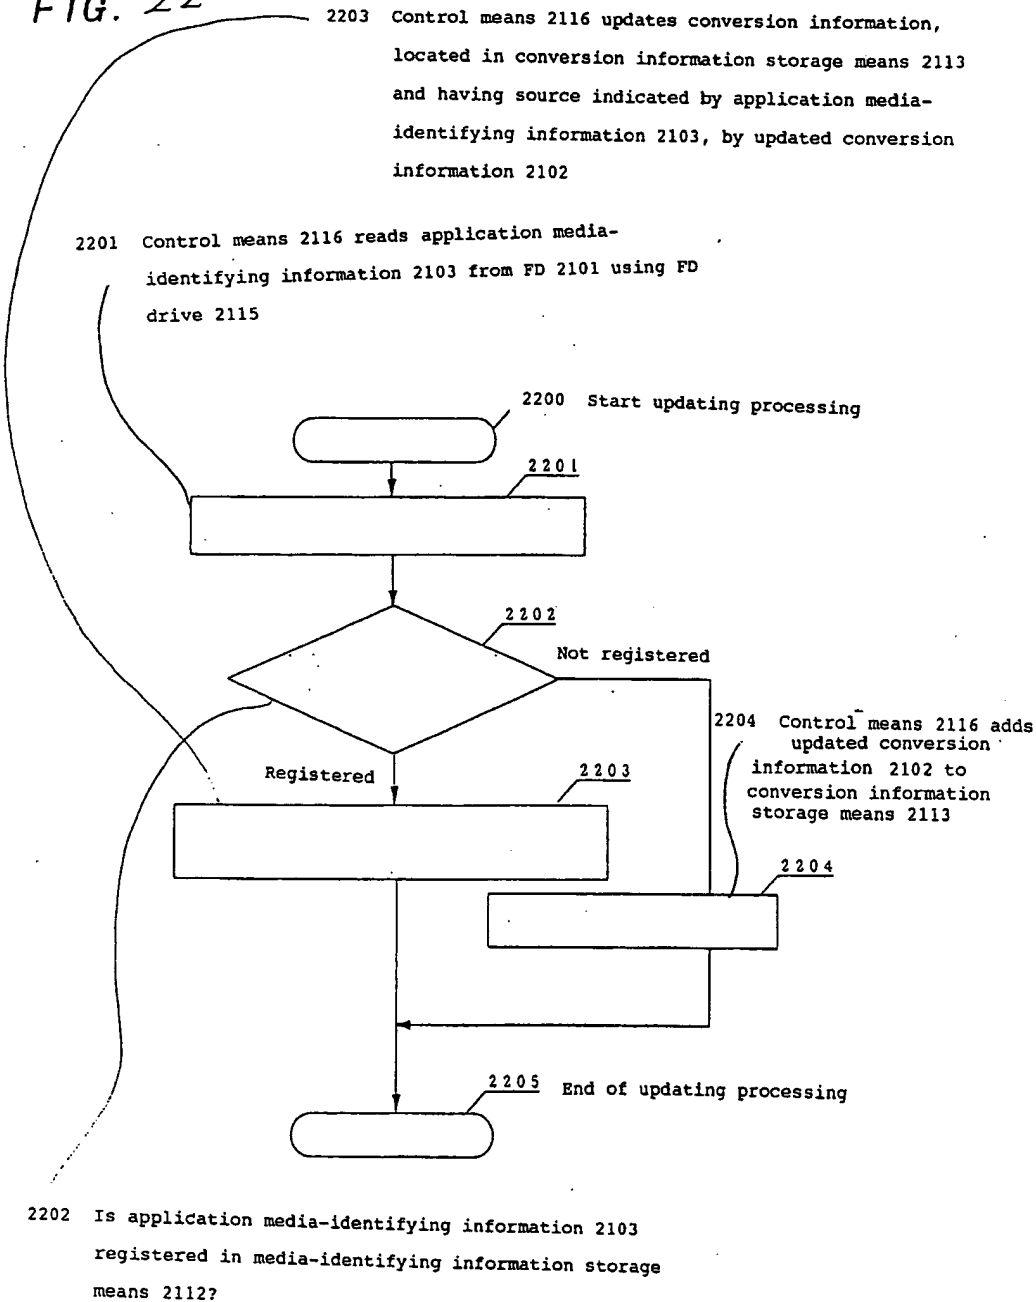 FIG. 22
2203 Control means 2116 updates conversion information,
located in conversion information storage means 2113
and having source indicated by application media-
identifying information 2103, by updated conversion
information 2102
2201 Control means 2116 reads application media-
identifying information 2103 from FD 2101 using FD
drive 2115
2200 Start updating processing
2201
2202
Not registered
2204 Control means 2116 adds
updated conversion
information 2102 to
conversion information
storage means 2113
Registered
2203
2204
2205 End of updating processing
2202 Is application media-identifying information 2103
registered in media-identifying information storage
means 2112?